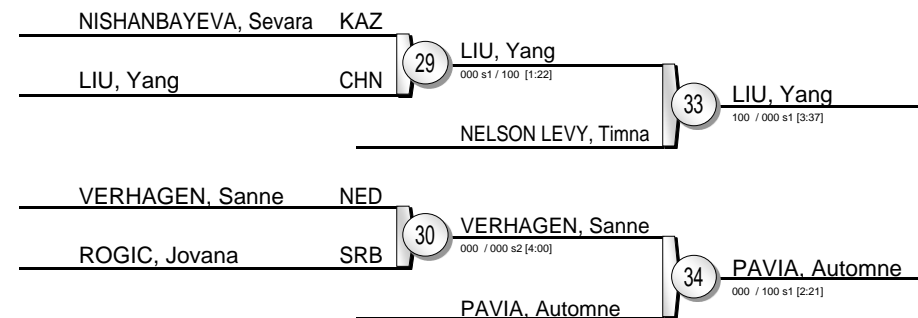 NISHANBAYEVA, Sevara KAZ
29
LIU, Yang
000 s1 / 100 [1:22]
LIU, Yang CHN
33
LIU, Yang
100 / 000 s1 [3:37]
NELSON LEVY, Timna
VERHAGEN, Sanne NED
30
VERHAGEN, Sanne
000 / 000 s2 [4:00]
ROGIC, Jovana SRB
34
PAVIA, Automne
000 / 100 s1 [2:21]
PAVIA, Automne